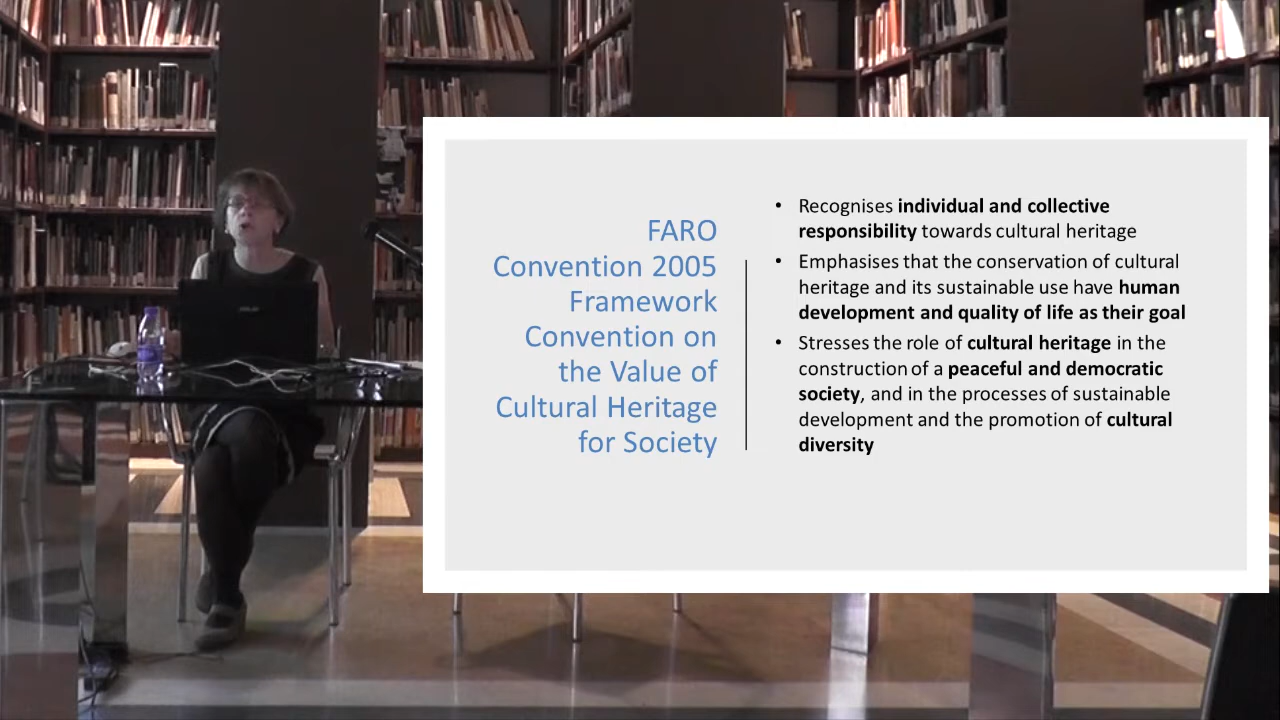 FARO
Convention 2005
Framework
Convention on
the Value of
Cultural Heritage
for Society
• Recognises individual and collective
responsibility towards cultural heritage
• Emphasises that the conservation of cultural
heritage and its sustainable use have human
development and quality of life as their goal
• Stresses the role of cultural heritage in the
construction of a peaceful and democratic
society, and in the processes of sustainable
development and the promotion of cultural
diversity